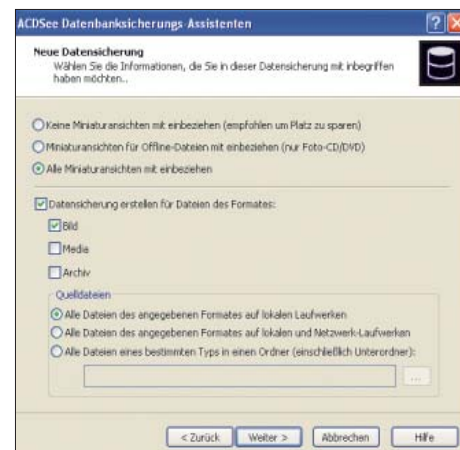 ACDSee Datenbanksicherungs-Assistenten
Neue Datensicherung
Wählen Sie die Informationen, die Sie in dieser Datensicherung mit inbegriffen
haben möchten..
Keine Miniaturansichten mit einbeziehen (empfohlen um Platz zu sparen)
Miniaturansichten für Offline-Dateien mit einbeziehen (nur Foto-CD/DVD)
Alle Miniaturansichten mit einbeziehen
Datensicherung erstellen für Dateien des Formates:
Bild
Media
Archiv
Quelldateien
Alle Dateien des angegebenen Formates auf lokalen Laufwerken
Alle Dateien des angegebenen Formates auf lokalen und Netzwerk-Laufwerken
Alle Dateien eines bestimmten Typs in einen Ordner (einschließlich Unterordner):
...
< Zurück Weiter > Abbrechen Hilfe